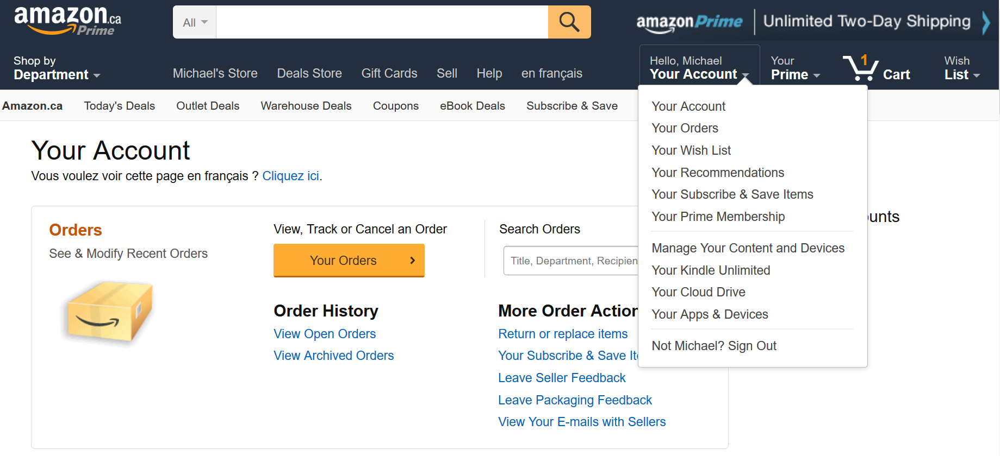 amazon.ca
Prime
All
amazonPrime
Unlimited Two-Day Shipping
Shop by
Department
Michael's Store
Deals Store
Gift Cards
Sell
Help
en français
Hello, Michael
Your Account
Your
Prime
1
Cart
Wish
List
Amazon.ca
Today's Deals
Outlet Deals
Warehouse Deals
Coupons
eBook Deals
Subscribe & Save
Your Account
Your Orders
Your Wish List
Your Recommendations
Your Subscribe & Save Items
Your Prime Membership
Manage Your Content and Devices
Your Kindle Unlimited
Your Cloud Drive
Your Apps & Devices
Not Michael? Sign Out
Your Account
Vous voulez voir cette page en français ? Cliquez ici.
Orders
See & Modify Recent Orders
View, Track or Cancel an Order
Your Orders
Search Orders
Title, Department, Recipien
Order History
View Open Orders
View Archived Orders
More Order Action
Return or replace items
Your Subscribe & Save Ite
Leave Seller Feedback
Leave Packaging Feedback
View Your E-mails with Sellers
unts